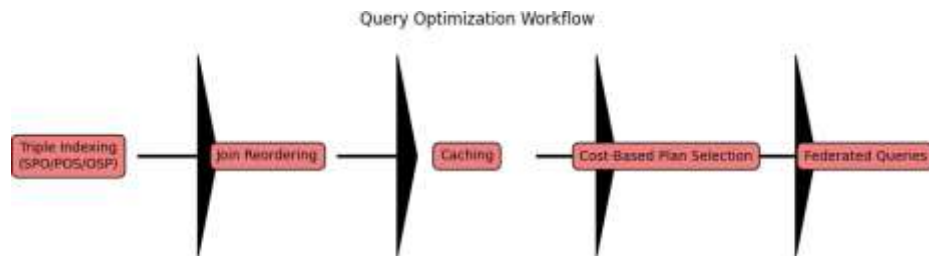 Query Optimization Workflow
Triple Indexing
(SPO/POS/OSP)
Join Reordering
Caching
Cost-Based Plan Selection
Federated Queries